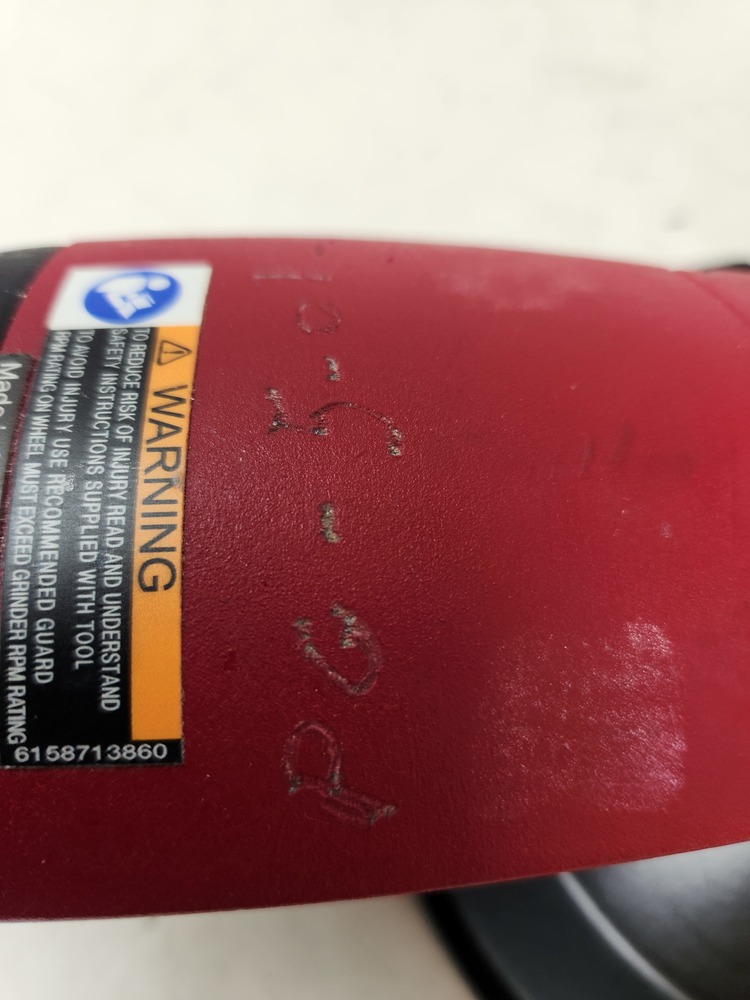 ⚠ WARNING
TO REDUCE RISK OF INJURY READ AND UNDERSTAND
SAFETY INSTRUCTIONS SUPPLIED WITH TOOL
TO AVOID INJURY USE RECOMMENDED GUARD
RPM RATING ON WHEEL MUST EXCEED GRINDER RPM RATING
6158713860
Made
PG-5-01